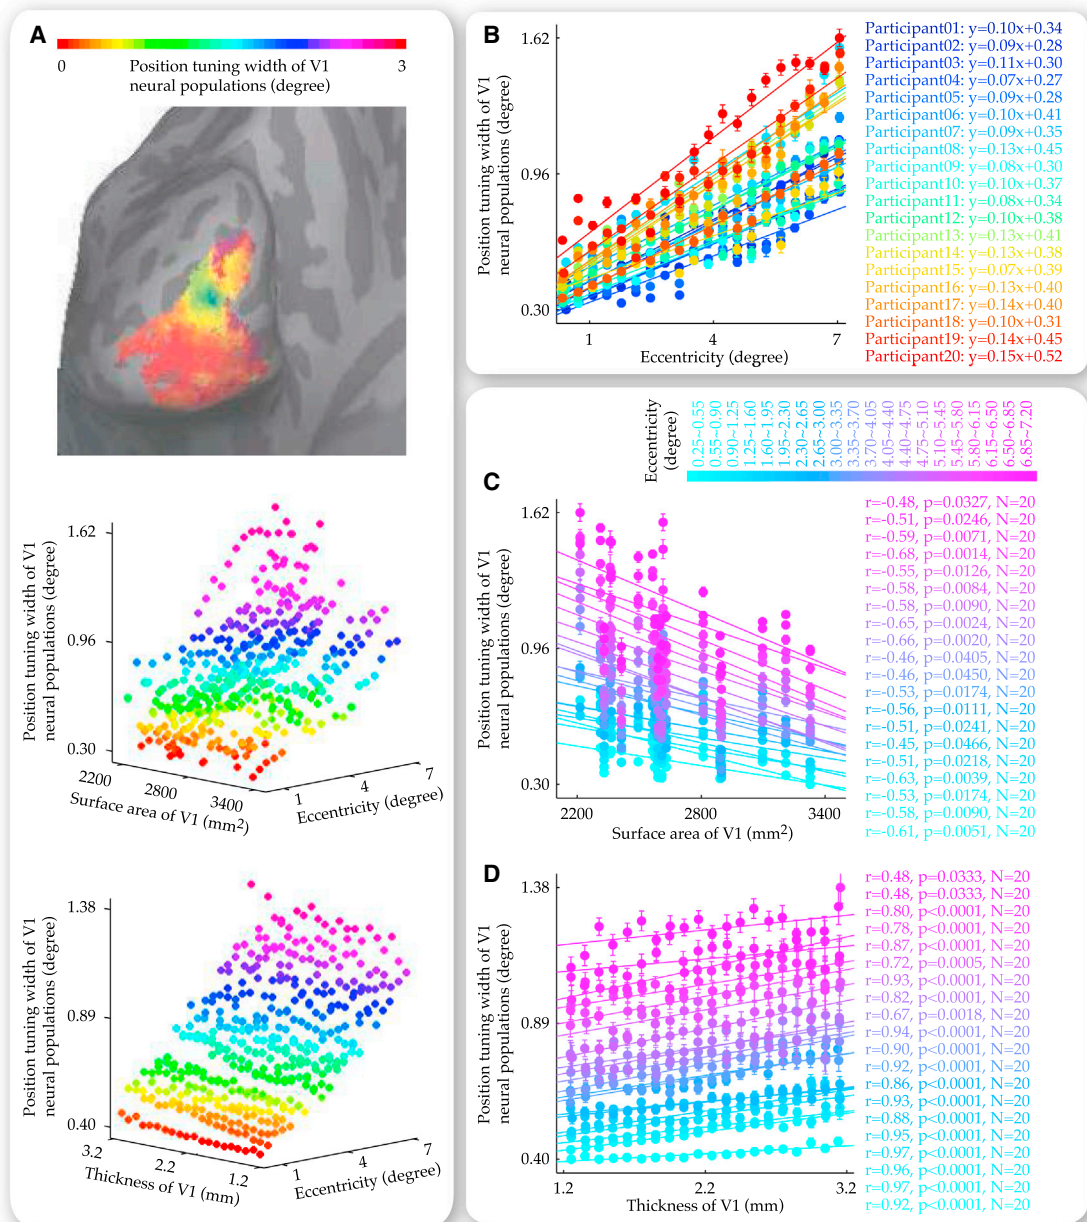 A
0
Position tuning width of V1
neural populations (degree)
3
Position tuning width of V1
neural populations (degree)
1.62
0.96
0.30
2200
2800
3400
Surface area of V1 (mm2)
1
4
7
Eccentricity (degree)
Position tuning width of V1
neural populations (degree)
1.38
0.89
0.40
3.2
2.2
1.2
Thickness of V1 (mm)
1
4
7
Eccentricity (degree)
B
Position tuning width of V1
neural populations (degree)
1.62
0.96
0.30
1
4
7
Eccentricity (degree)
Participant01: y=0.10x+0.34
Participant02: y=0.09x+0.28
Participant03: y=0.11x+0.30
Participant04: y=0.07x+0.27
Participant05: y=0.09x+0.28
Participant06: y=0.10x+0.41
Participant07: y=0.09x+0.35
Participant08: y=0.13x+0.45
Participant09: y=0.08x+0.30
Participant10: y=0.10x+0.37
Participant11: y=0.08x+0.34
Participant12: y=0.10x+0.38
Participant13: y=0.13x+0.41
Participant14: y=0.13x+0.38
Participant15: y=0.07x+0.39
Participant16: y=0.13x+0.40
Participant17: y=0.14x+0.40
Participant18: y=0.10x+0.31
Participant19: y=0.14x+0.45
Participant20: y=0.15x+0.52
C
Eccentricity
(degree)
0.25~0.55
0.55~0.90
0.90~1.25
1.25~1.60
1.60~1.95
1.95~2.30
2.30~2.65
2.65~3.00
3.00~3.35
3.35~3.70
3.70~4.05
4.05~4.40
4.40~4.75
4.75~5.10
5.10~5.45
5.45~5.80
5.80~6.15
6.15~6.50
6.50~6.85
6.85~7.20
Position tuning width of V1
neural populations (degree)
1.62
0.96
0.30
2200
2800
3400
Surface area of V1 (mm2)
r=-0.48, p=0.0327, N=20
r=-0.51, p=0.0246, N=20
r=-0.59, p=0.0071, N=20
r=-0.68, p=0.0014, N=20
r=-0.55, p=0.0126, N=20
r=-0.58, p=0.0084, N=20
r=-0.58, p=0.0090, N=20
r=-0.65, p=0.0024, N=20
r=-0.66, p=0.0020, N=20
r=-0.46, p=0.0405, N=20
r=-0.46, p=0.0450, N=20
r=-0.53, p=0.0174, N=20
r=-0.56, p=0.0111, N=20
r=-0.51, p=0.0241, N=20
r=-0.45, p=0.0466, N=20
r=-0.51, p=0.0218, N=20
r=-0.63, p=0.0039, N=20
r=-0.53, p=0.0174, N=20
r=-0.58, p=0.0090, N=20
r=-0.61, p=0.0051, N=20
D
Position tuning width of V1
neural populations (degree)
1.38
0.89
0.40
1.2
2.2
3.2
Thickness of V1 (mm)
r=0.48, p=0.0333, N=20
r=0.48, p=0.0333, N=20
r=0.80, p<0.0001, N=20
r=0.78, p<0.0001, N=20
r=0.87, p<0.0001, N=20
r=0.72, p=0.0005, N=20
r=0.93, p<0.0001, N=20
r=0.82, p<0.0001, N=20
r=0.67, p=0.0018, N=20
r=0.94, p<0.0001, N=20
r=0.90, p<0.0001, N=20
r=0.92, p<0.0001, N=20
r=0.86, p<0.0001, N=20
r=0.93, p<0.0001, N=20
r=0.88, p<0.0001, N=20
r=0.95, p<0.0001, N=20
r=0.97, p<0.0001, N=20
r=0.96, p<0.0001, N=20
r=0.97, p<0.0001, N=20
r=0.92, p<0.0001, N=20